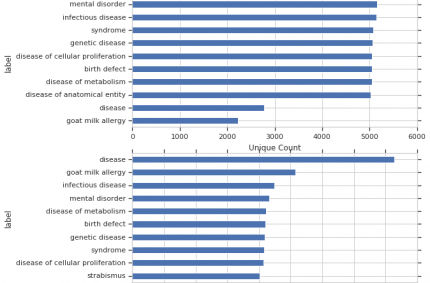 mental disorder
infectious disease
syndrome
genetic disease
disease of cellular proliferation
birth defect
disease of metabolism
disease of anatomical entity
disease
goat milk allergy
label
0 1000 2000 3000 4000 5000 6000
Unique Count
disease
goat milk allergy
infectious disease
mental disorder
disease of metabolism
birth defect
genetic disease
syndrome
disease of cellular proliferation
strabismus
label